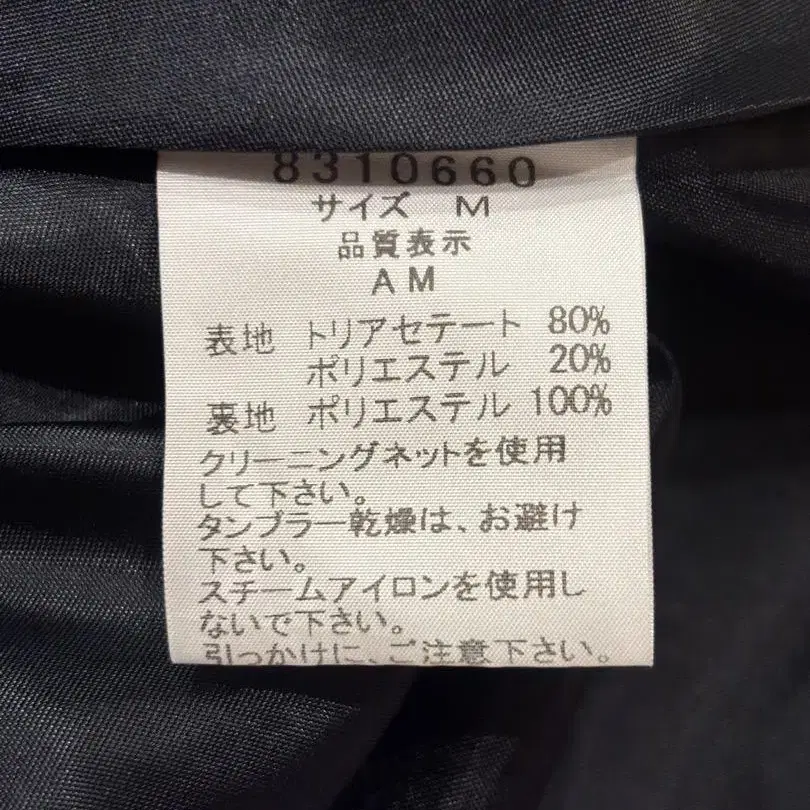 8310660
サイズ M
品質表示
AM
表地 トリアセテート 80%
ポリエステル 20%
裏地 ポリエステル 100%
クリーニングネットを使用
して下さい。
タンブラー乾燥は、お避け
下さい。
スチームアイロンを使用し
ないで下さい。
引っかけに、ご注意下さい。